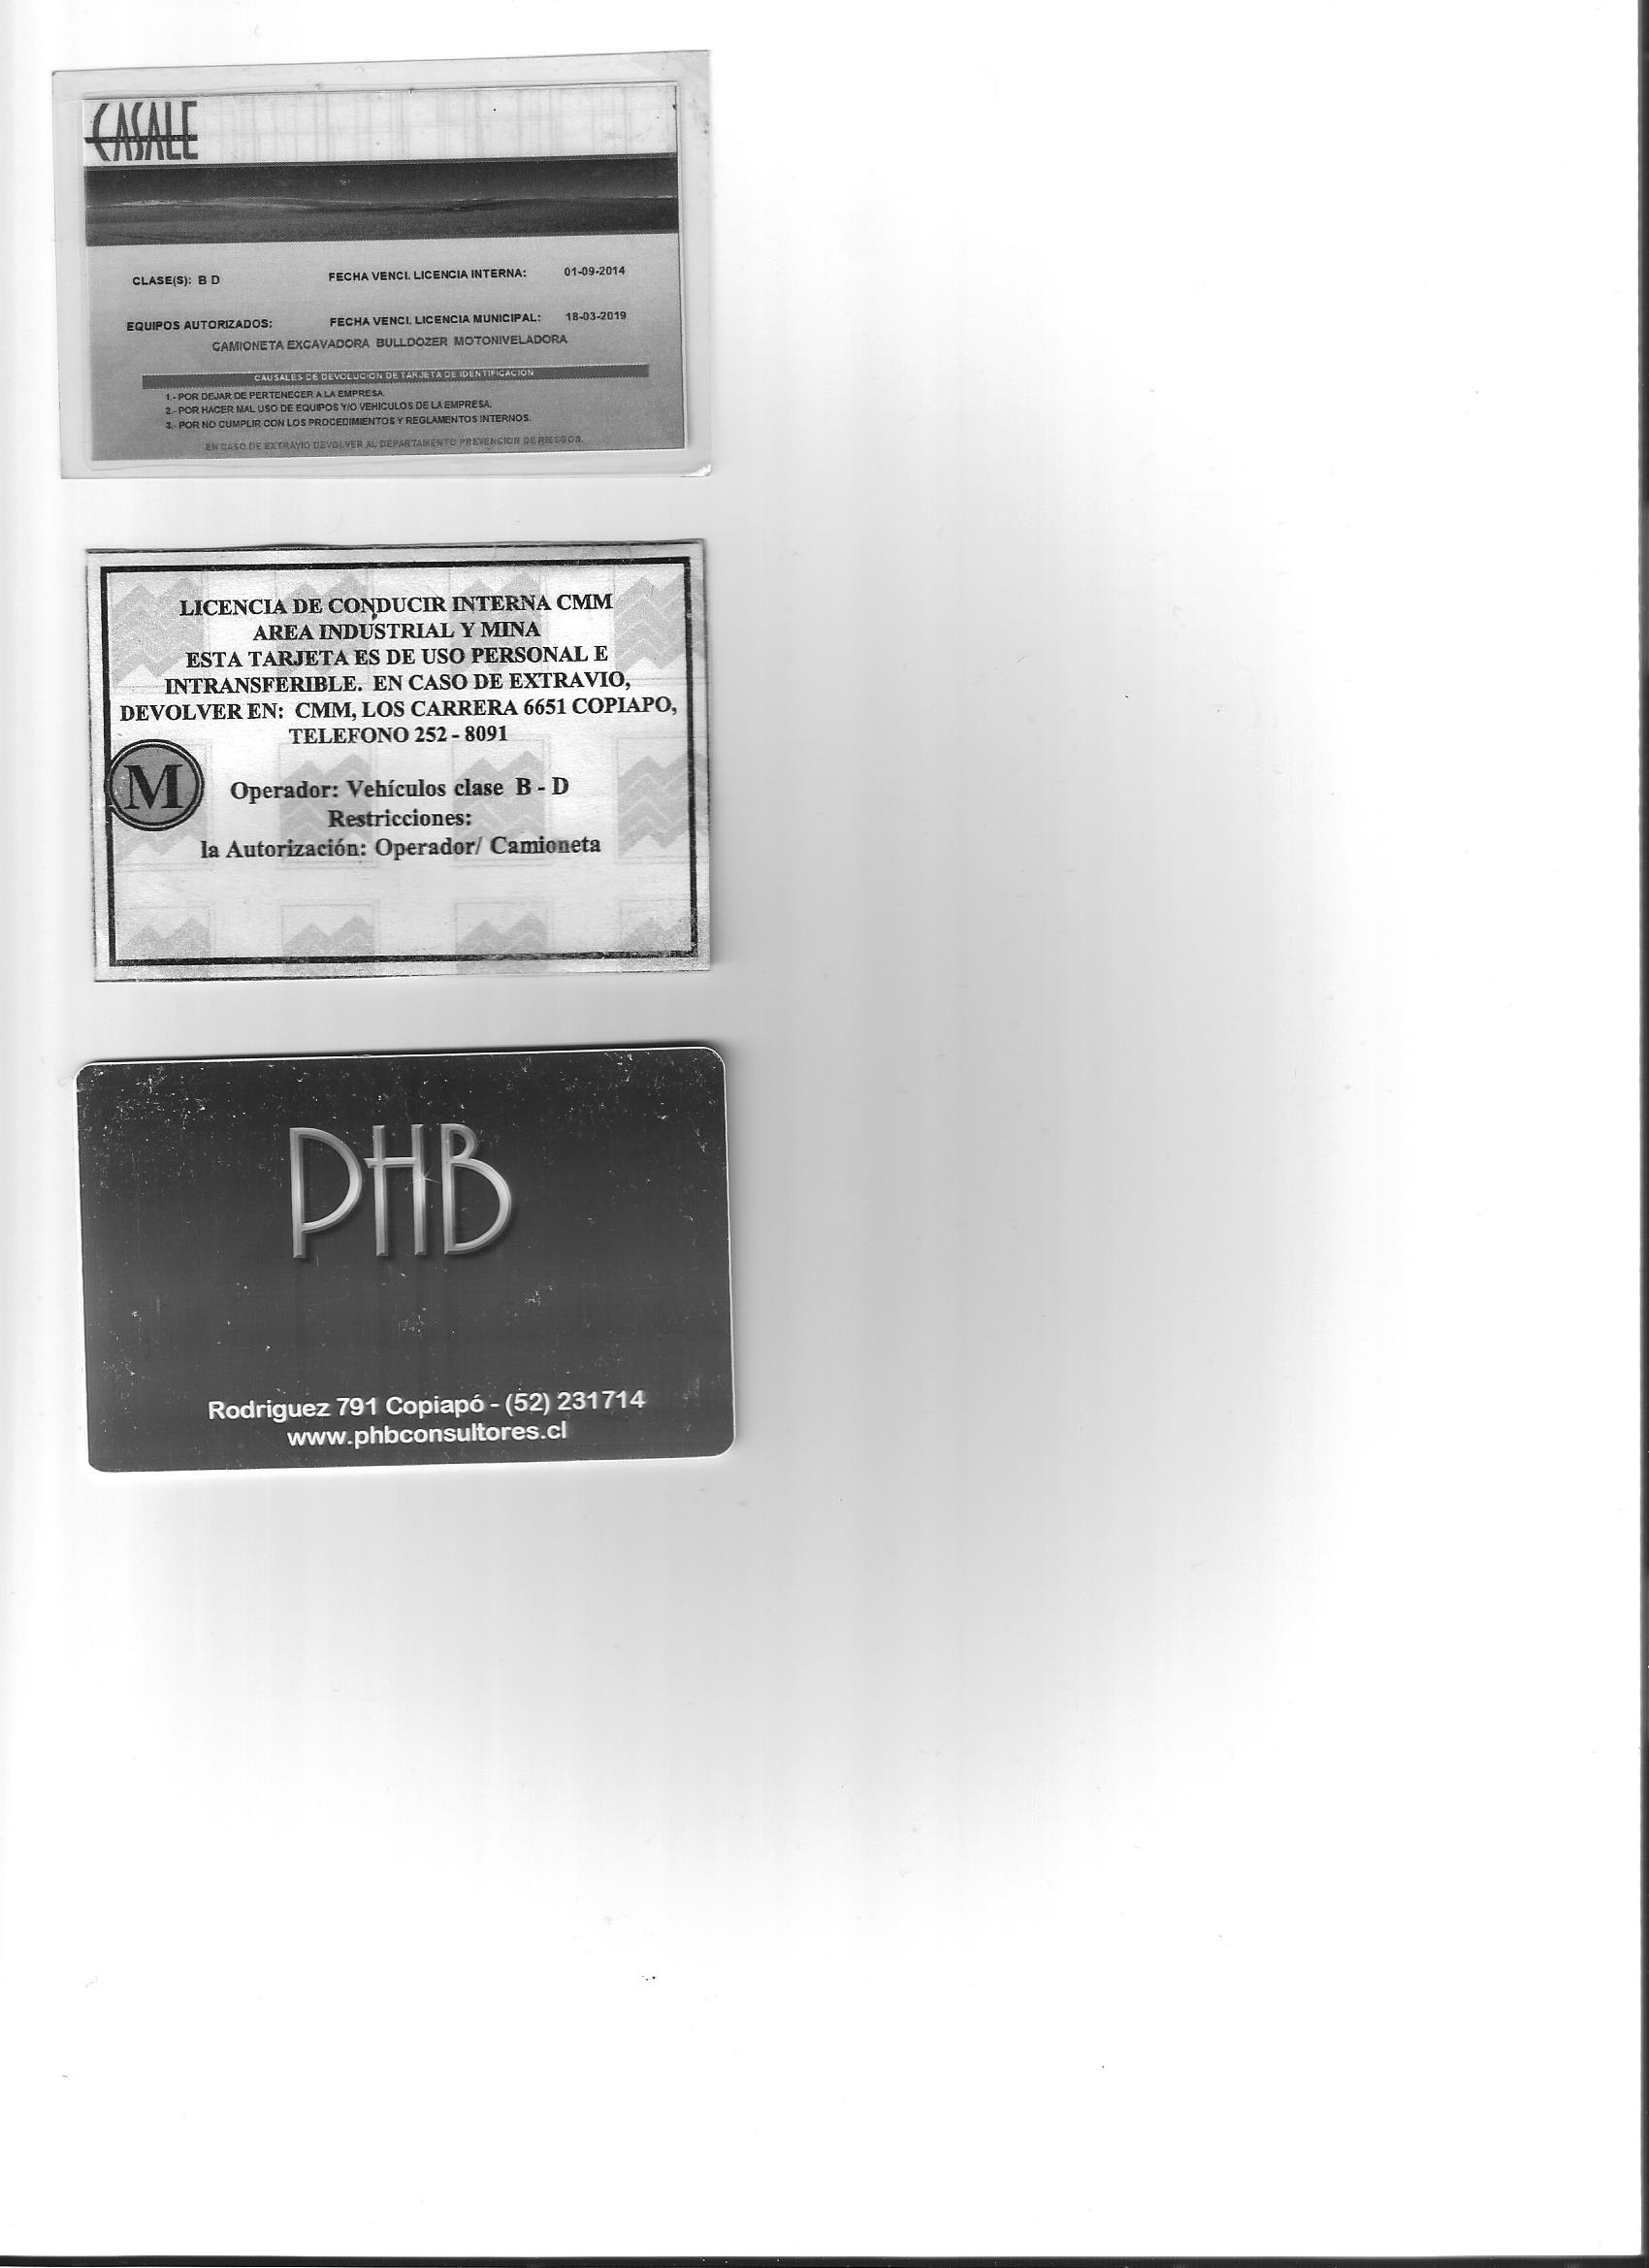 CASALE
CLASE(S): B D FECHA VENCI. LICENCIA INTERNA: 01-09-2014
EQUIPOS AUTORIZADOS: FECHA VENCI. LICENCIA MUNICIPAL: 18-03-2019
CAMIONETA EXCAVADORA BULLDOZER MOTONIVELADORA
CAUSALES DE DEVOLUCION DE TARJETA DE IDENTIFICACION
1.- POR DEJAR DE PERTENECER A LA EMPRESA.
2.- POR HACER MAL USO DE EQUIPOS Y/O VEHICULOS DE LA EMPRESA.
3.- POR NO CUMPLIR CON LOS PROCEDIMIENTOS Y REGLAMENTOS INTERNOS.
EN CASO DE EXTRAVIO DEVOLVER AL DEPARTAMENTO PREVENCION DE RIESGOS.
LICENCIA DE CONDUCIR INTERNA CMM
AREA INDUSTRIAL Y MINA
ESTA TARJETA ES DE USO PERSONAL E
INTRANSFERIBLE. EN CASO DE EXTRAVIO,
DEVOLVER EN: CMM, LOS CARRERA 6651 COPIAPO,
TELEFONO 252 - 8091
M
Operador: Vehículos clase B - D
Restricciones:
la Autorización: Operador/ Camioneta
PHB
Rodriguez 791 Copiapó - (52) 231714
www.phbconsultores.cl